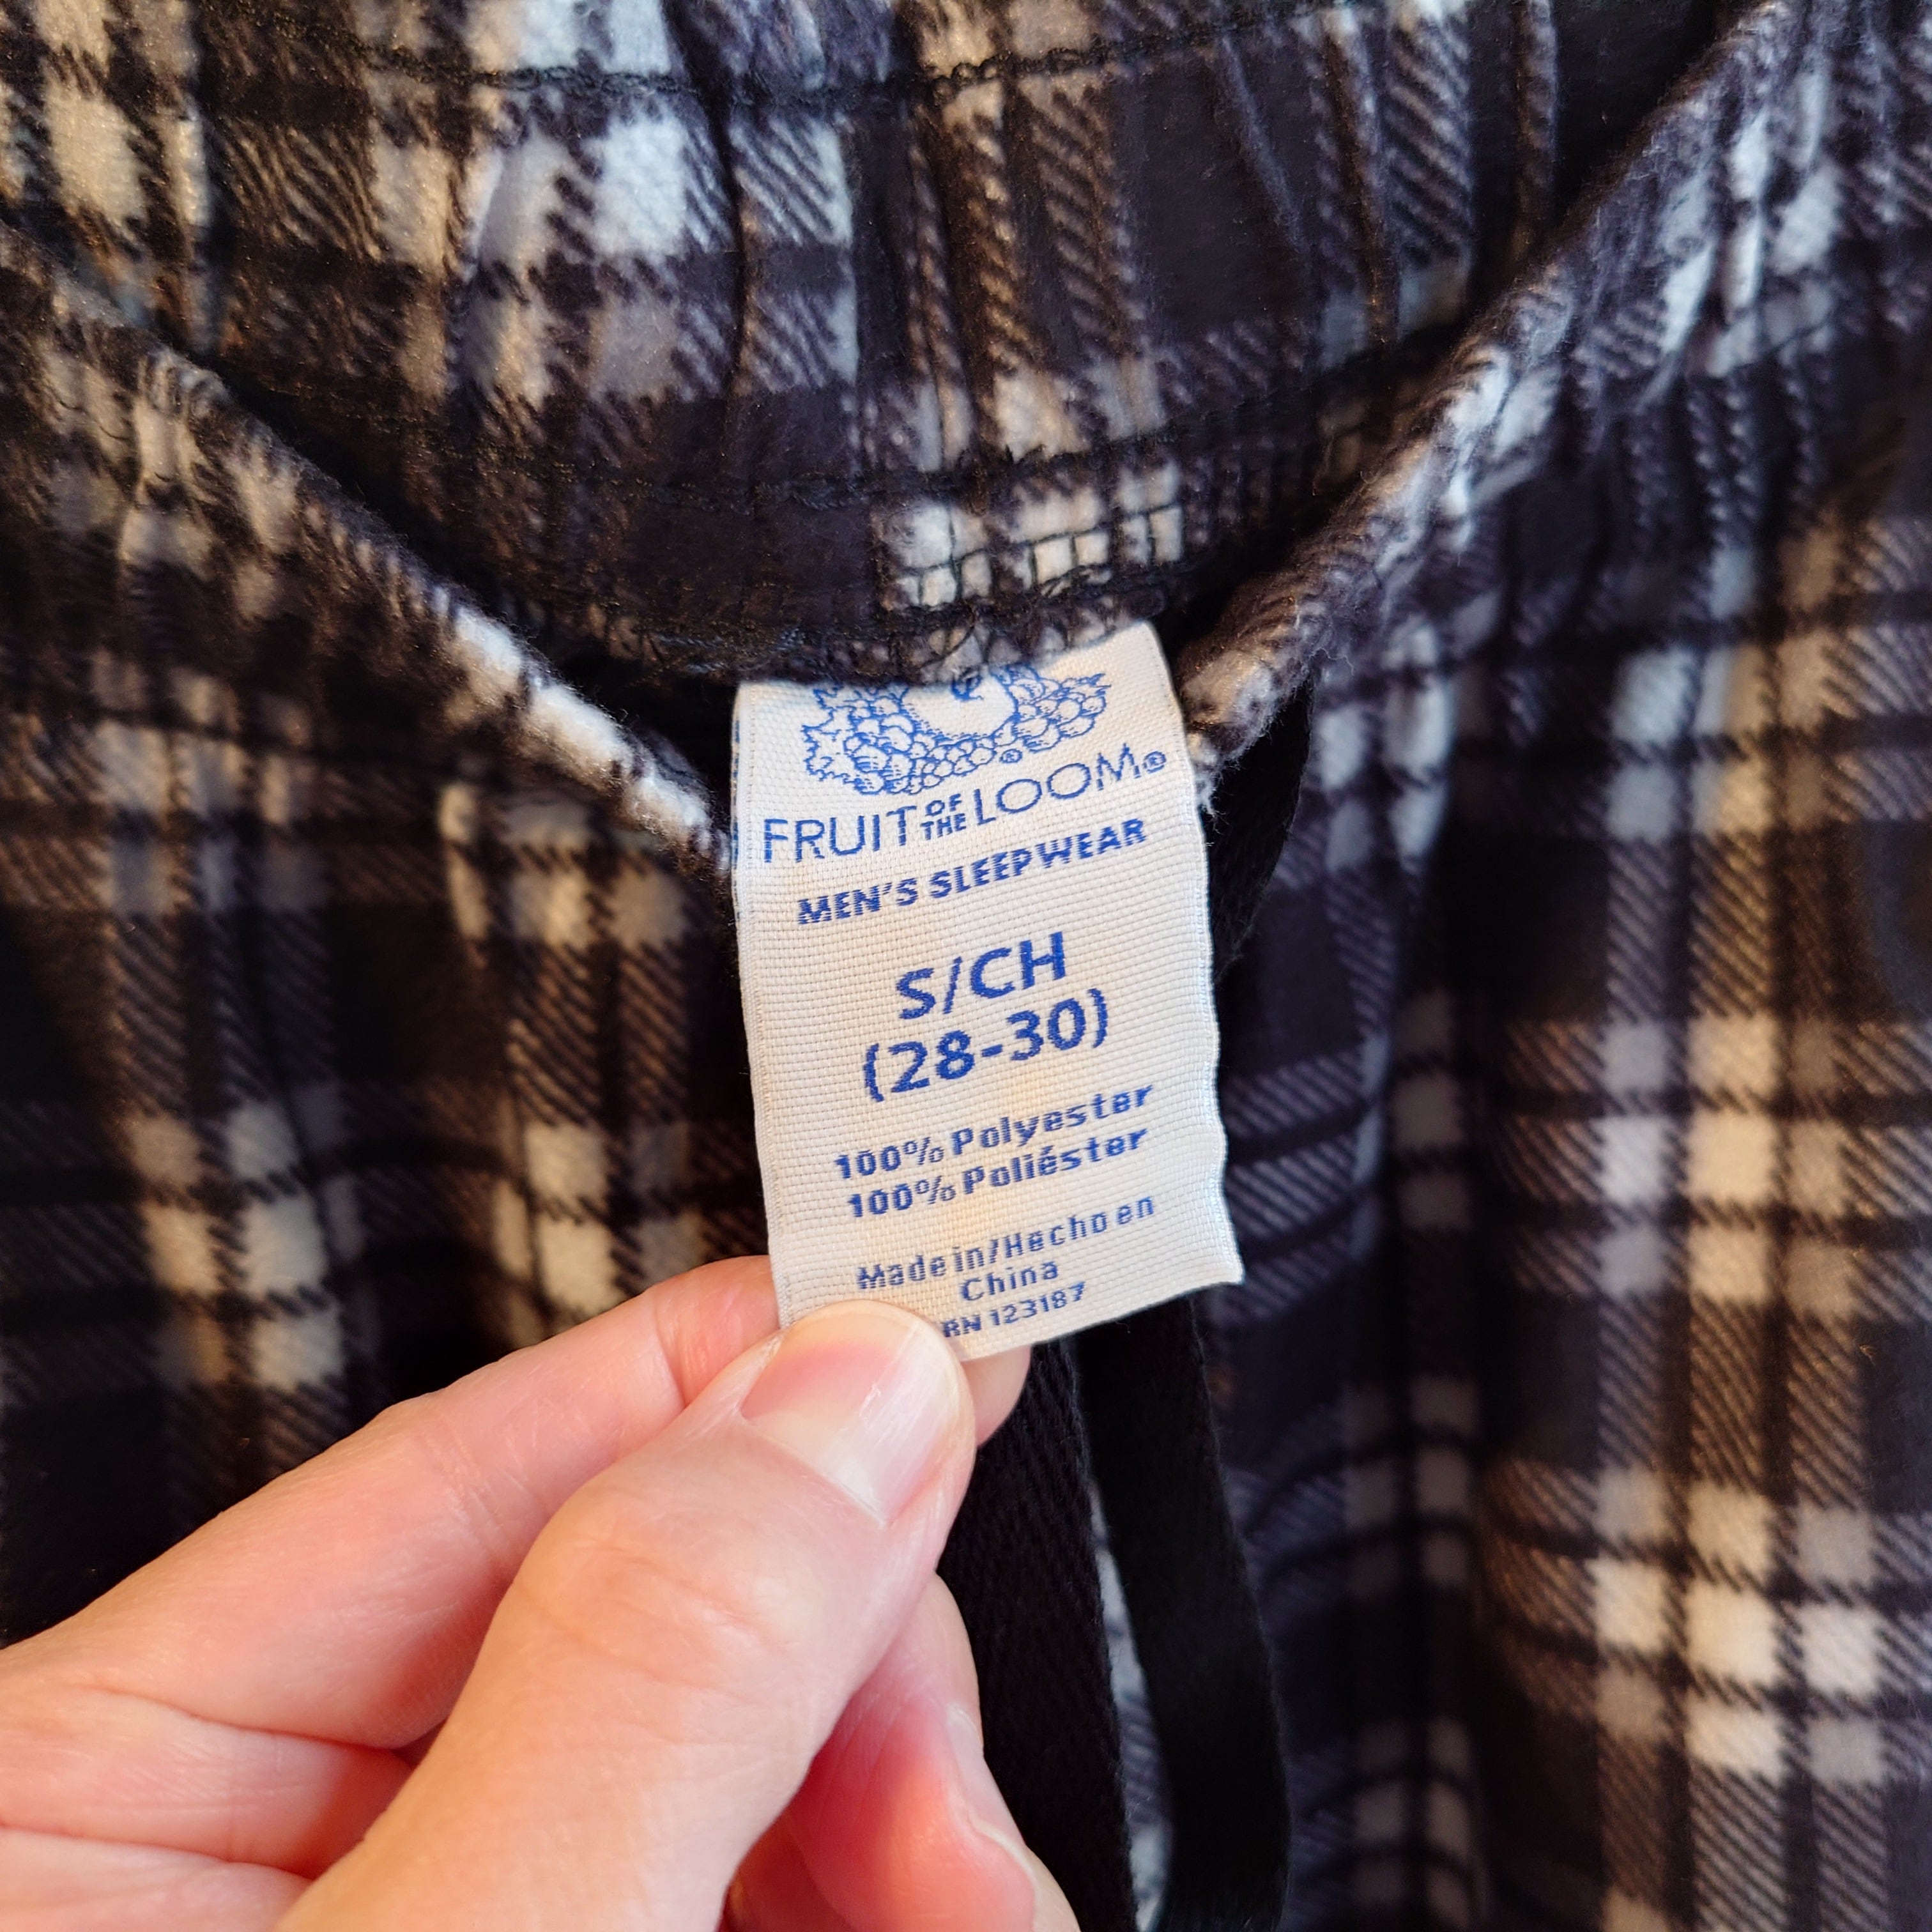 ®
FRUIT OF THE LOOM®
MEN'S SLEEPWEAR
S/CH
(28-30)
100% Polyester
100% Poliéster
Made in/Hecho en
China
RN 123187